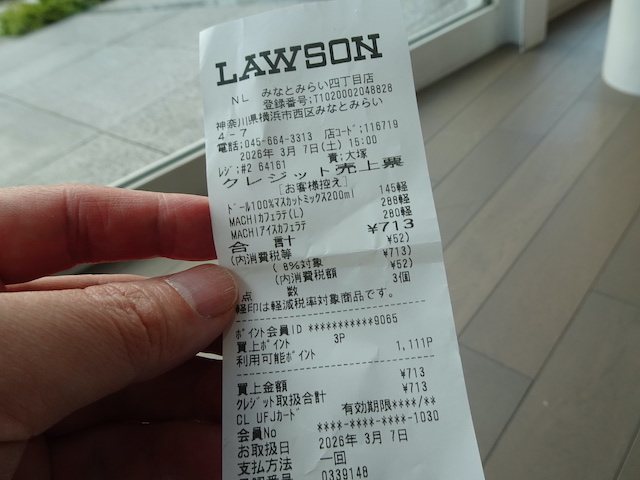 LAWSON
NL みなとみらい四丁目店
登録番号;T1020002048828
神奈川県横浜市西区みなとみらい
4-7
電話;045-664-3313 店コード;116719
2026年 3月 7日(土) 15:00
レジ;#2 64161 責;大塚
クレジット売上票
[お客様控え]
ドール100%マスカットミックス200ml 145軽
MACHIカフェラテ(L) 288軽
MACHIアイスカフェラテ 280軽
合 計 ¥713
(内消費税等 ¥52)
( 8%対象 ¥713)
(内消費税額 ¥52)
点 数 3個
軽印は軽減税率対象商品です。
ポイント会員ID ***********9065
買上ポイント 3P
利用可能ポイント 1,111P
買上金額 ¥713
クレジット取扱合計 ¥713
CL UFJカード 有効期限****/**
会員No ****-****-****-1030
お取扱日 2026年 3月 7日
支払方法 一回
0339148